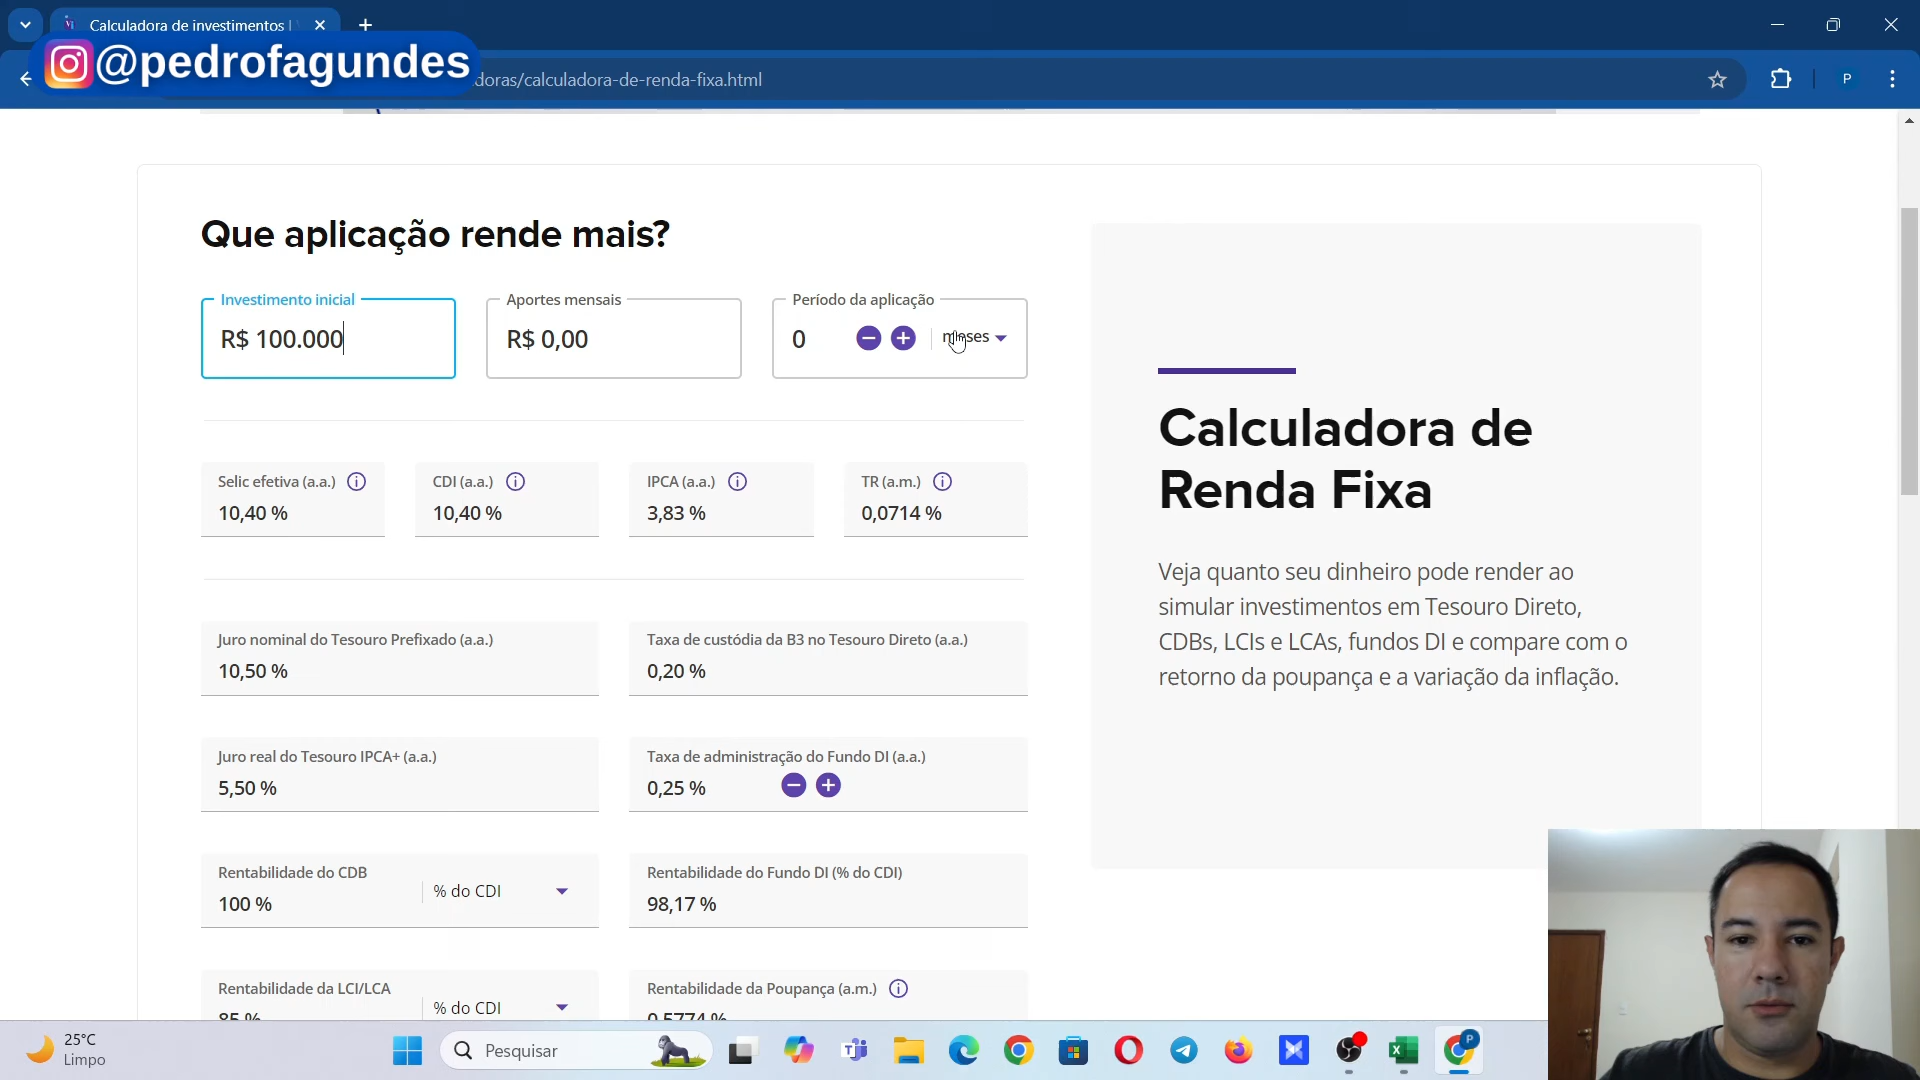 Calculadora de investimentos |
@pedrofagundes
doras/calculadora-de-renda-fixa.html
P
Que aplicação rende mais?
Investimento inicial
R$ 100.000
Aportes mensais
R$ 0,00
Período da aplicação
0
meses
Selic efetiva (a.a.)
10,40 %
CDI (a.a.)
10,40 %
IPCA (a.a.)
3,83 %
TR (a.m.)
0,0714 %
Juro nominal do Tesouro Prefixado (a.a.)
10,50 %
Taxa de custódia da B3 no Tesouro Direto (a.a.)
0,20 %
Juro real do Tesouro IPCA+ (a.a.)
5,50 %
Taxa de administração do Fundo DI (a.a.)
0,25 %
Rentabilidade do CDB
100 %
% do CDI
Rentabilidade do Fundo DI (% do CDI)
98,17 %
Rentabilidade da LCI/LCA
85 %
% do CDI
Rentabilidade da Poupança (a.m.)
0,5774 %
Calculadora de
Renda Fixa
Veja quanto seu dinheiro pode render ao
simular investimentos em Tesouro Direto,
CDBs, LCIs e LCAs, fundos DI e compare com o
retorno da poupança e a variação da inflação.
25°C
Limpo
Pesquisar